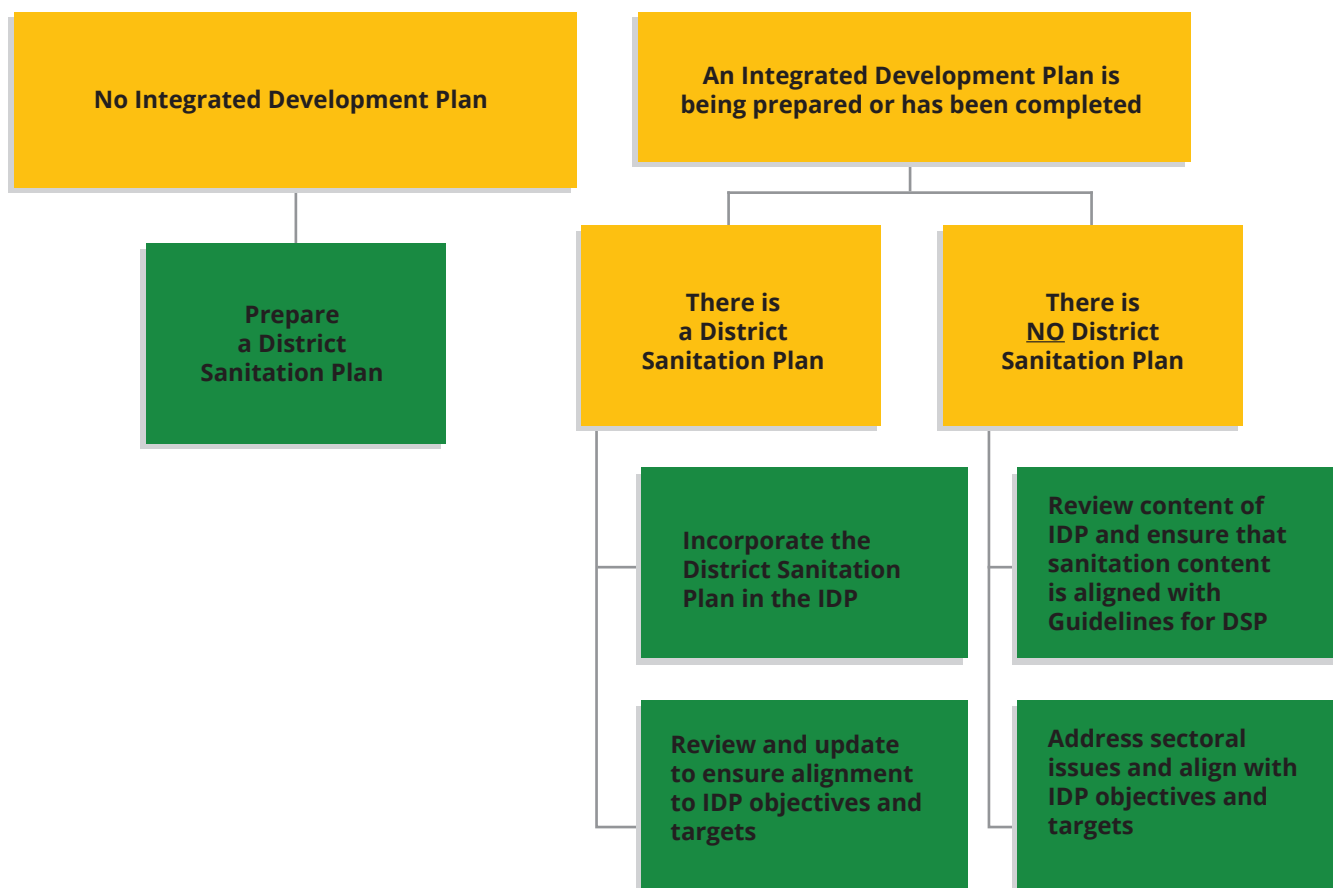 No Integrated Development Plan
An Integrated Development Plan is
being prepared or has been completed
Prepare
a District
Sanitation Plan
There is
a District
Sanitation Plan
There is
NO District
Sanitation Plan
Incorporate the
District Sanitation
Plan in the IDP
Review content of
IDP and ensure that
sanitation content
is aligned with
Guidelines for DSP
Review and update
to ensure alignment
to IDP objectives and
targets
Address sectoral
issues and align with
IDP objectives and
targets